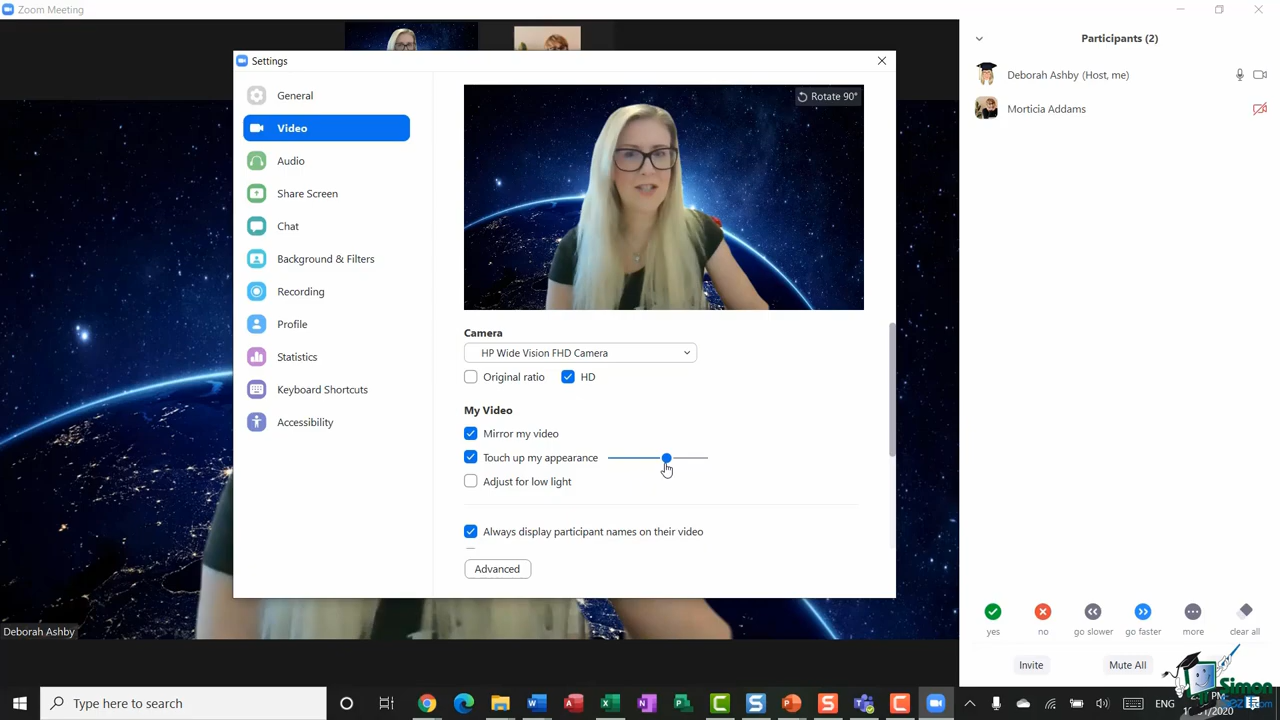 Zoom Meeting
Settings
General
Video
Audio
Share Screen
Chat
Background & Filters
Recording
Profile
Statistics
Keyboard Shortcuts
Accessibility
Rotate 90°
Camera
HP Wide Vision FHD Camera
Original ratio
HD
My Video
Mirror my video
Touch up my appearance
Adjust for low light
Always display participant names on their video
Advanced
Deborah Ashby
Participants (2)
Deborah Ashby (Host, me)
Morticia Addams
yes
no
go slower
go faster
more
clear all
Invite
Mute All
Type here to search
ENG
Simon